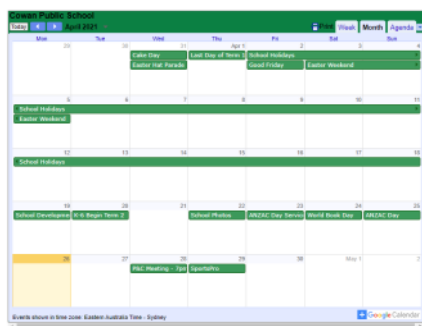 Cowan Public School
Today April 2021 Print Week Month Agenda
Mon Tue Wed Thu Fri Sat Sun
29 30 31 Apr 1 2 3 4
Cake Day Last Day of Term 1 School Holidays
Easter Hat Parade Good Friday Easter Weekend
5 6 7 8 9 10 11
School Holidays
Easter Weekend
12 13 14 15 16 17 18
School Holidays
19 20 21 22 23 24 25
School Developme K-6 Begin Term 2 School Photos ANZAC Day Servic World Book Day ANZAC Day
26 27 28 29 30 May 1 2
P&C Meeting - 7pm SportsPro
Events shown in time zone: Eastern Australia Time - Sydney
Google Calendar